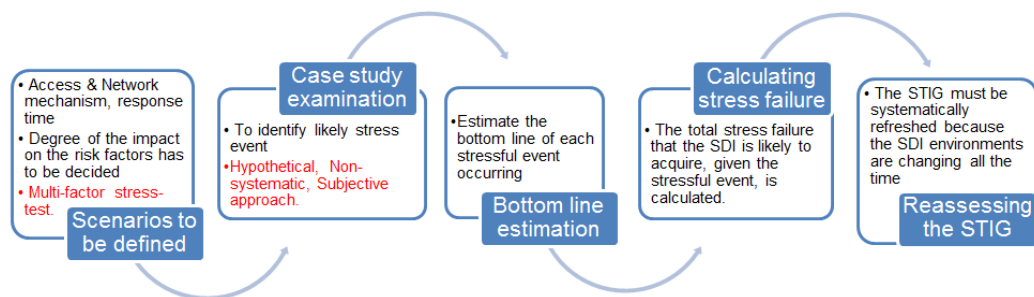 • Access & Network
mechanism, response
time
• Degree of the impact
on the risk factors has
to be decided
• Multi-factor stress-
test.
Scenarios to
be defined
Case study
examination
• To identify likely stress
event
• Hypothetical, Non-
systematic, Subjective
approach.
• Estimate the
bottom line of each
stressful event
occurring
Bottom line
estimation
Calculating
stress failure
• The total stress failure
that the SDI is likely to
acquire, given the
stressful event, is
calculated.
• The STIG must be
systematically
refreshed because
the SDI environments
are changing all the
time
Reassessing
the STIG